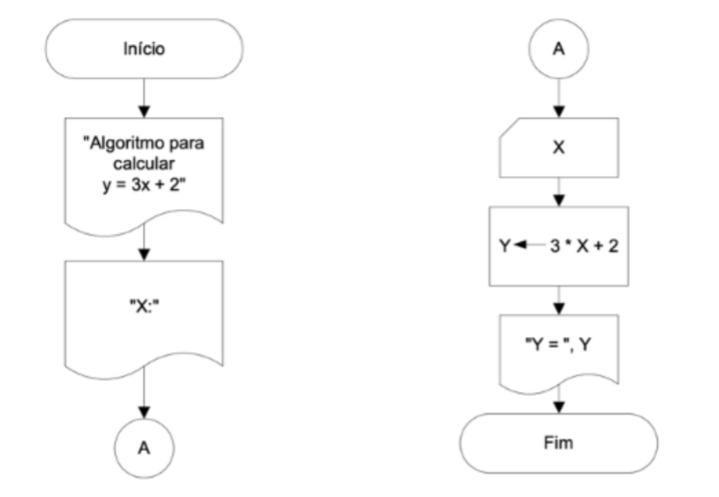 Início
"Algoritmo para
calcular
y = 3x + 2"
"X:"
A
A
X
Y ← 3 * X + 2
"Y = ", Y
Fim